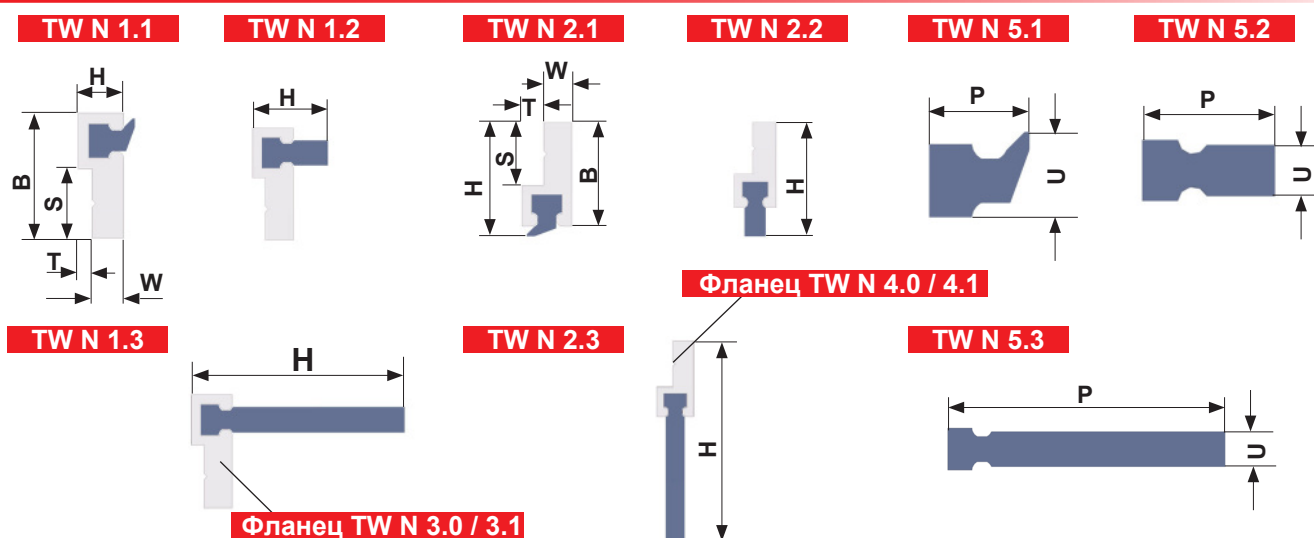 TW N 1.1
TW N 1.2
TW N 2.1
TW N 2.2
TW N 5.1
TW N 5.2
H
B
S
T
W
H
W
T
S
H
B
H
P
U
P
U
Фланец TW N 4.0 / 4.1
TW N 1.3
TW N 2.3
TW N 5.3
H
H
P
U
Фланец TW N 3.0 / 3.1